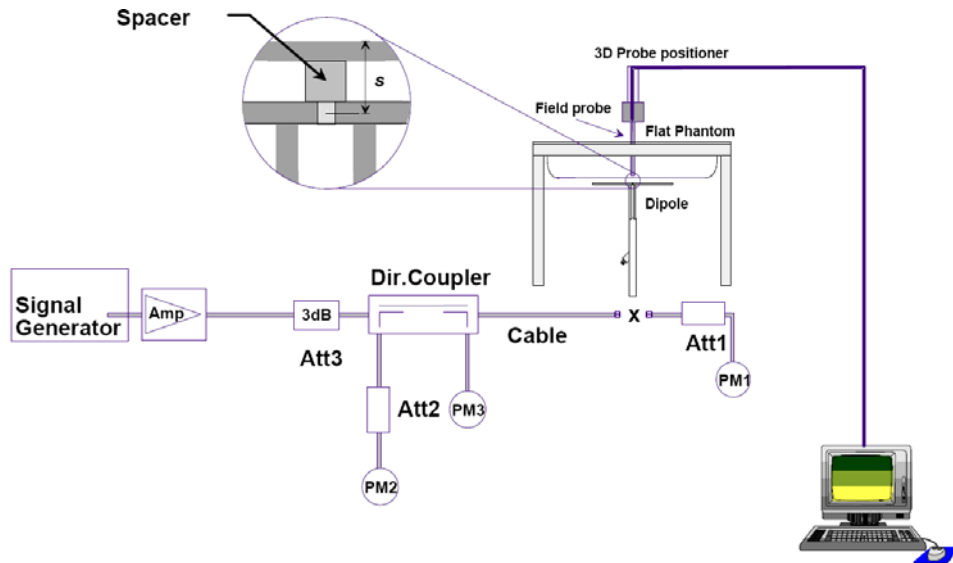 Spacer
s
3D Probe positioner
Field probe
Flat Phantom
Dipole
Signal
Generator
Amp
3dB
Att3
Dir.Coupler
Cable
x
Att1
PM1
Att2
PM3
PM2